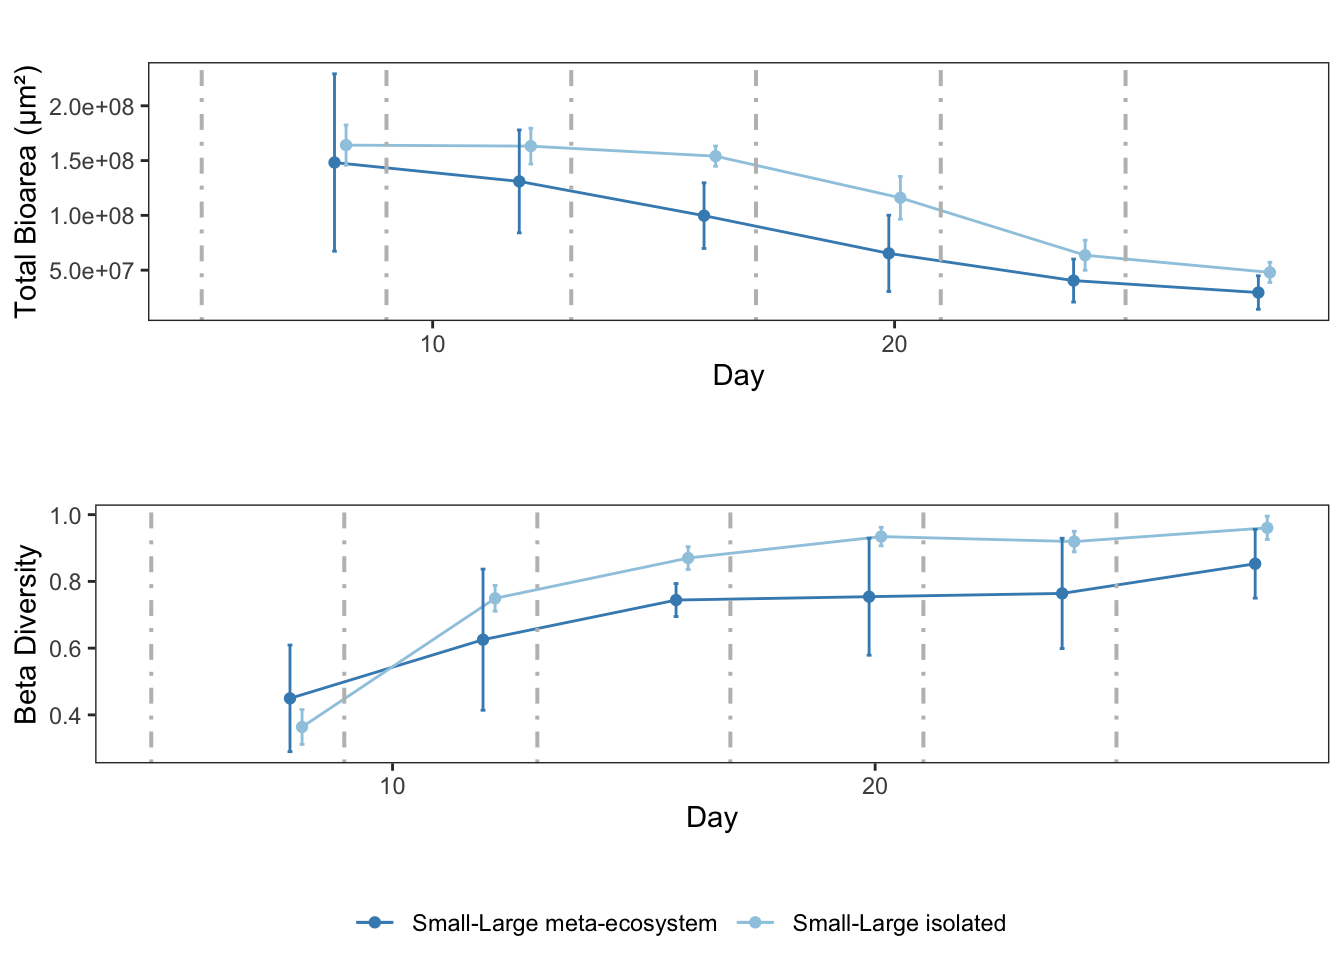 Total Bioarea (µm²)
2.0e+08
1.5e+08
1.0e+08
5.0e+07
10
20
Day
Beta Diversity
1.0
0.8
0.6
0.4
10
20
Day
Small-Large meta-ecosystem
Small-Large isolated